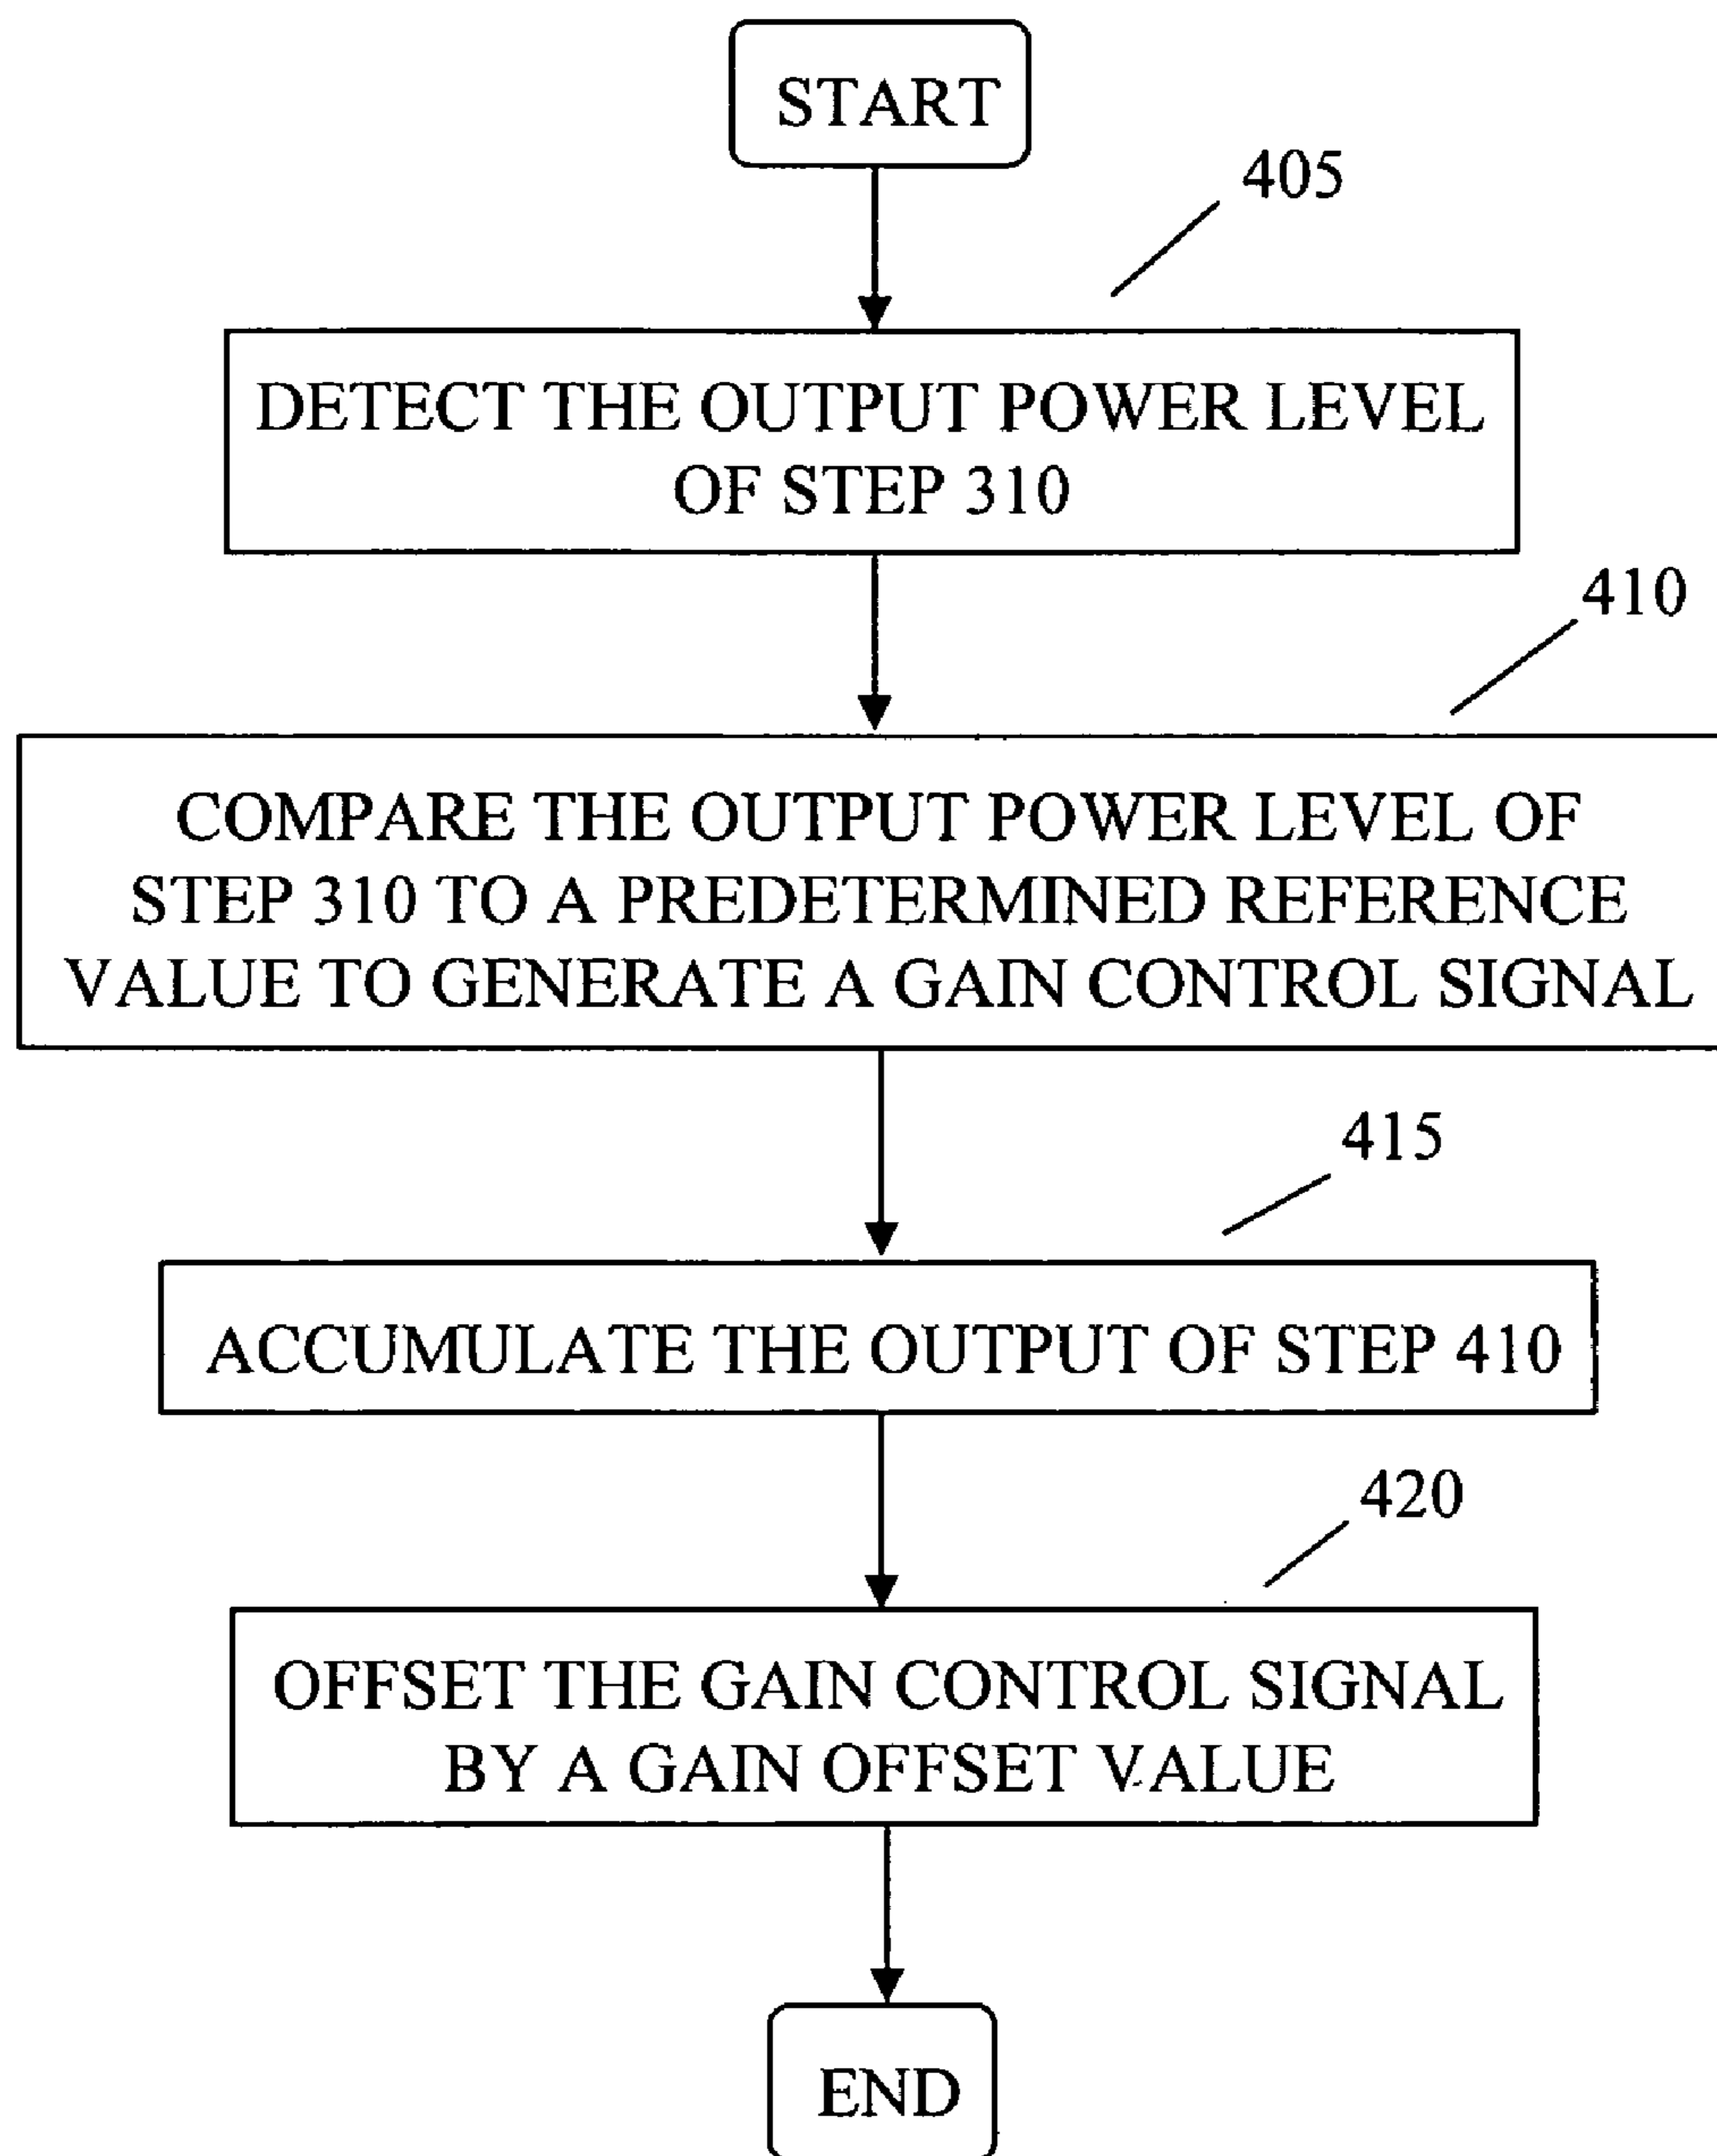 START
405
DETECT THE OUTPUT POWER LEVEL
OF STEP 310
410
COMPARE THE OUTPUT POWER LEVEL OF
STEP 310 TO A PREDETERMINED REFERENCE
VALUE TO GENERATE A GAIN CONTROL SIGNAL
415
ACCUMULATE THE OUTPUT OF STEP 410
420
OFFSET THE GAIN CONTROL SIGNAL
BY A GAIN OFFSET VALUE
END